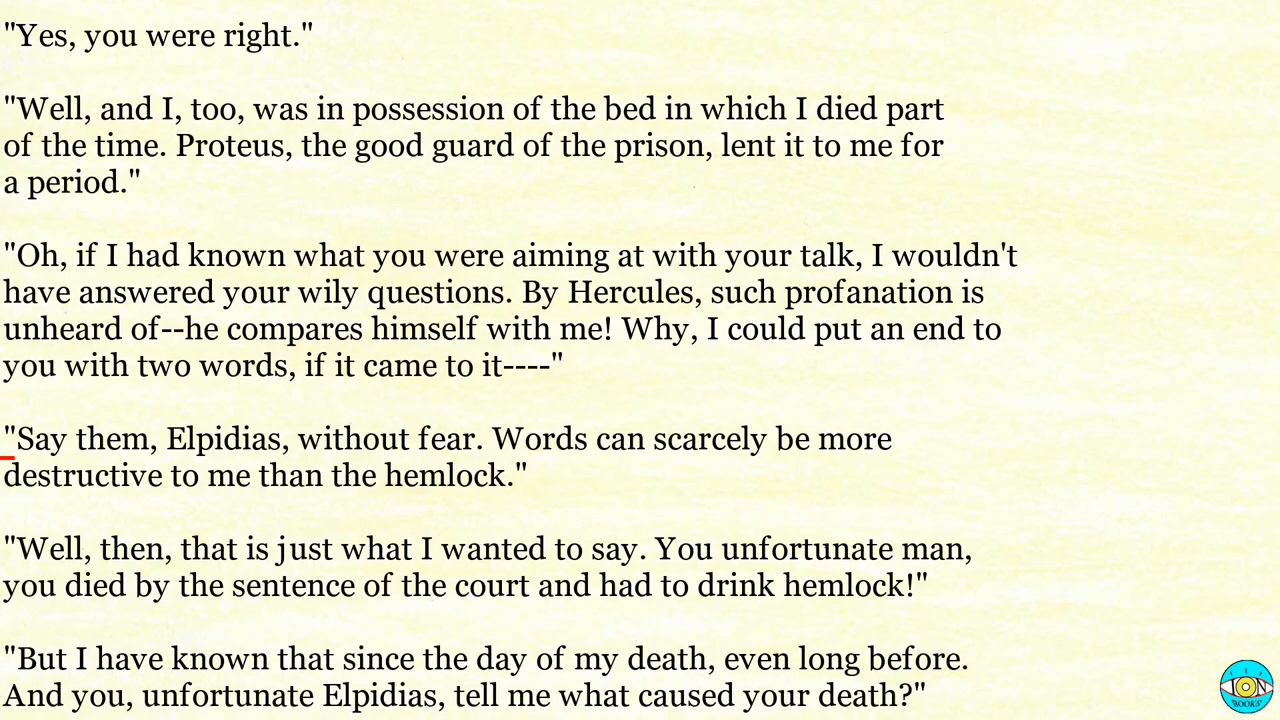 "Yes, you were right."
"Well, and I, too, was in possession of the bed in which I died part
of the time. Proteus, the good guard of the prison, lent it to me for
a period."
"Oh, if I had known what you were aiming at with your talk, I wouldn't
have answered your wily questions. By Hercules, such profanation is
unheard of--he compares himself with me! Why, I could put an end to
you with two words, if it came to it----"
"Say them, Elpidias, without fear. Words can scarcely be more
destructive to me than the hemlock."
"Well, then, that is just what I wanted to say. You unfortunate man,
you died by the sentence of the court and had to drink hemlock!"
"But I have known that since the day of my death, even long before.
And you, unfortunate Elpidias, tell me what caused your death?"
ION
BOOKS